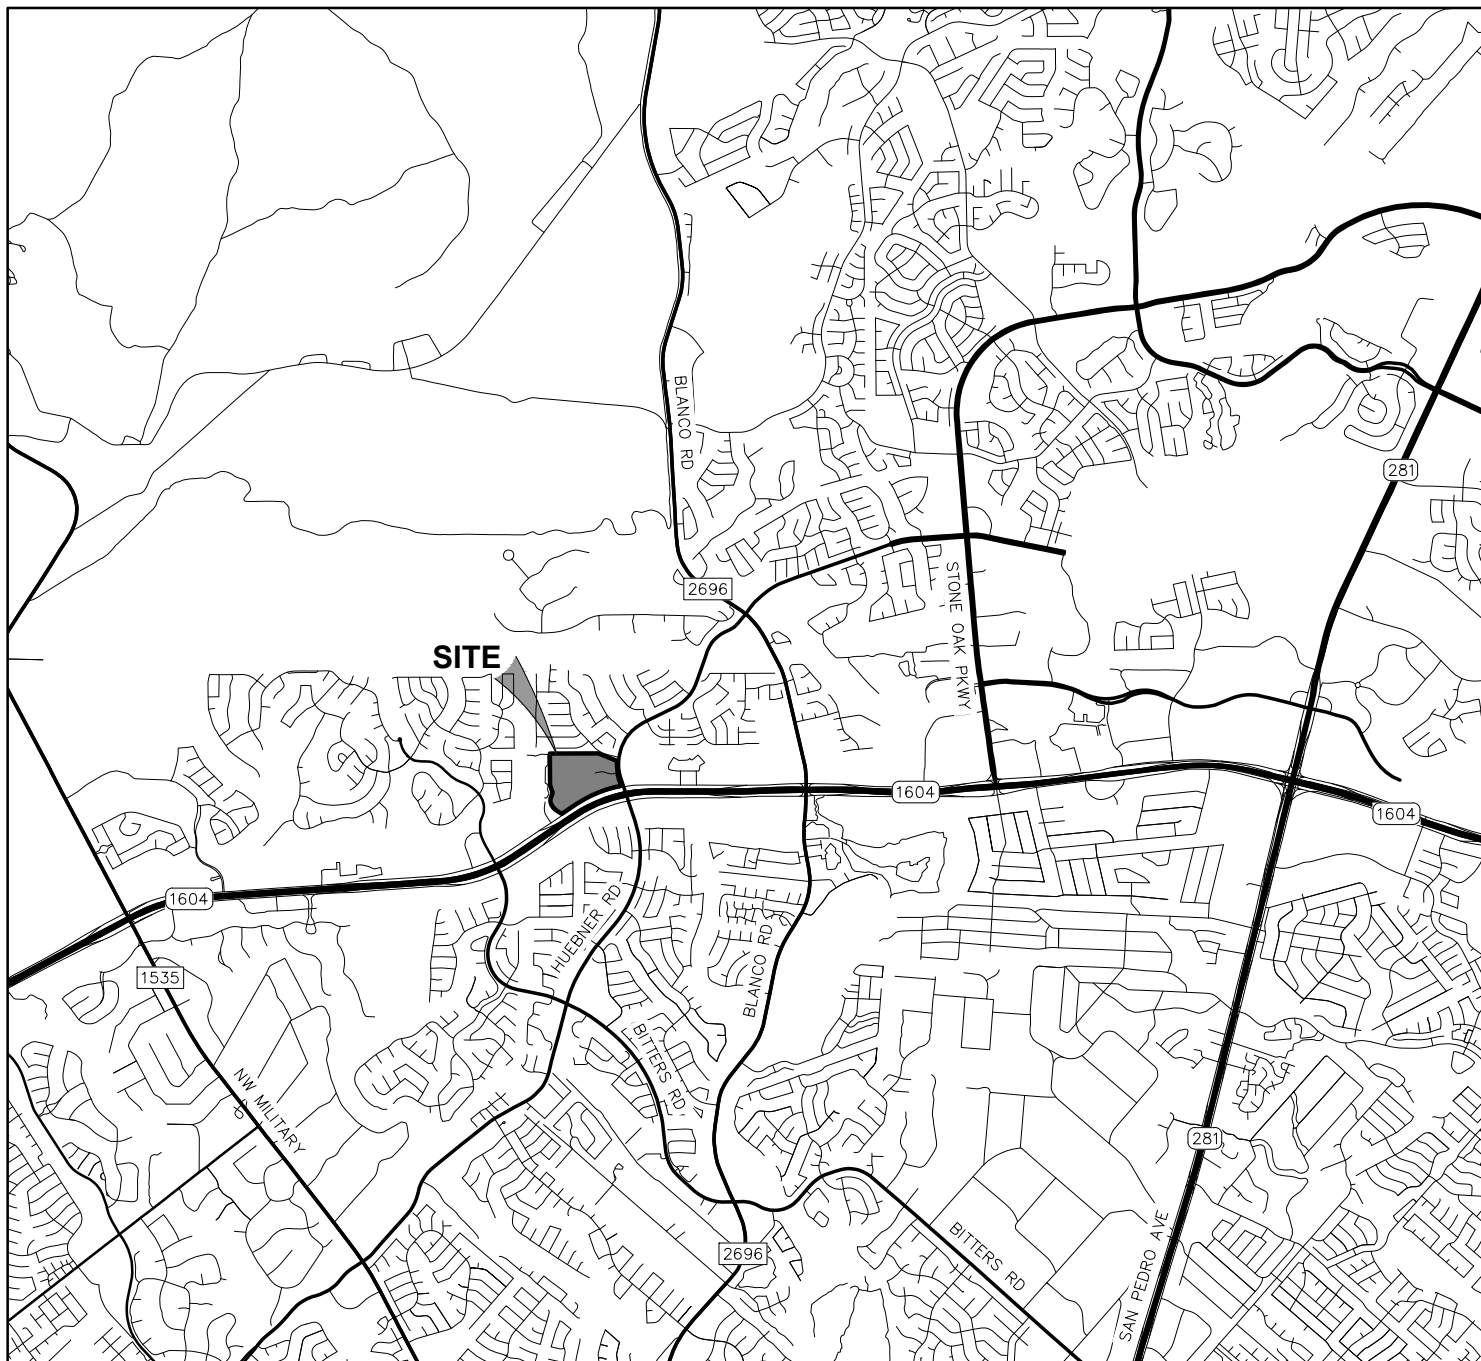 BLANCO RD
281
STONE OAK PKWY
2696
SITE
1604
1604
1604
HUEBNER RD
BLANCO RD
1535
BITTERS RD
NW MILITARY
281
SAN PEDRO AVE
BITTERS RD
2696